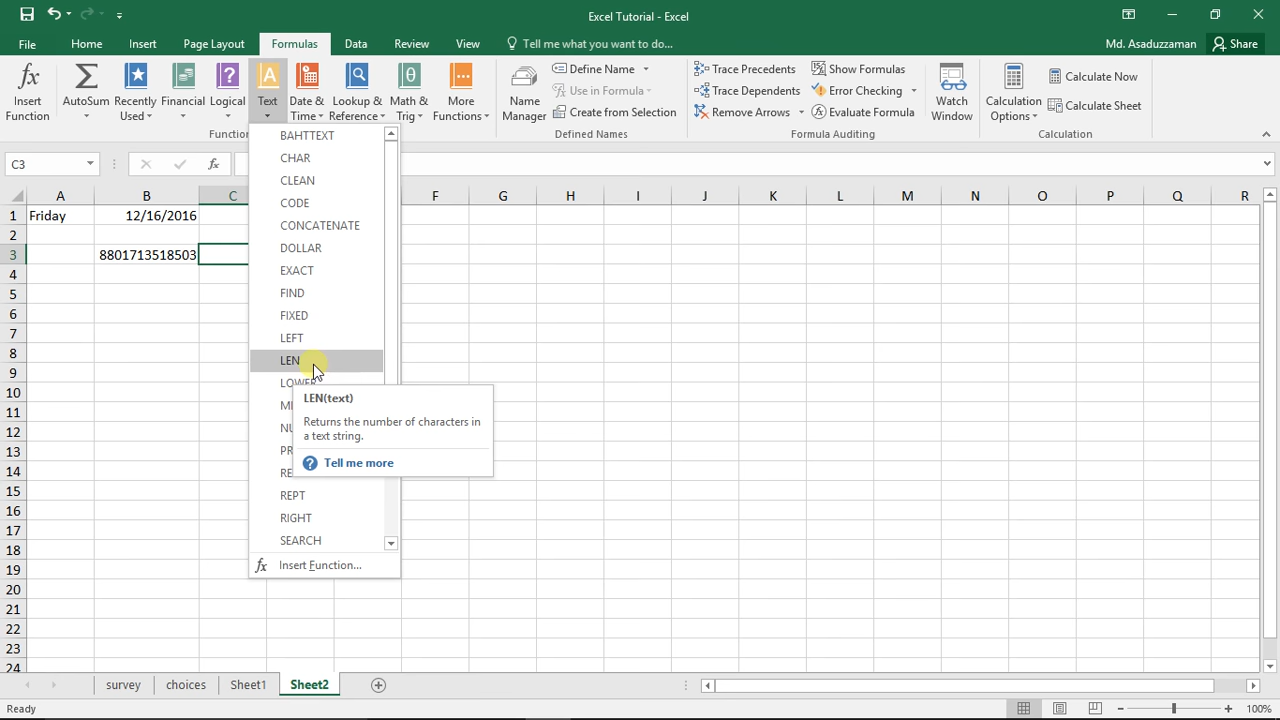 Excel Tutorial - Excel
File Home Insert Page Layout Formulas Data Review View Tell me what you want to do... Md. Asaduzzaman Share
Insert Function
AutoSum
Recently Used
Financial
Logical
Text
Date & Time
Lookup & Reference
Math & Trig
More Functions
Name Manager
Define Name
Use in Formula
Create from Selection
Trace Precedents
Trace Dependents
Remove Arrows
Show Formulas
Error Checking
Evaluate Formula
Watch Window
Calculation Options
Calculate Now
Calculate Sheet
Defined Names
Formula Auditing
Calculation
C3
fx
A B C F G H I J K L M N O P Q R
1 Friday 12/16/2016
2
3 8801713518503
4
5
6
7
8
9
10
11
12
13
14
15
16
17
18
19
20
21
22
23
24
BAHTTEXT
CHAR
CLEAN
CODE
CONCATENATE
DOLLAR
EXACT
FIND
FIXED
LEFT
LEN
LOWER
LEN(text)
Returns the number of characters in
a text string.
? Tell me more
REPT
RIGHT
SEARCH
fx Insert Function...
survey choices Sheet1 Sheet2
Ready
100%